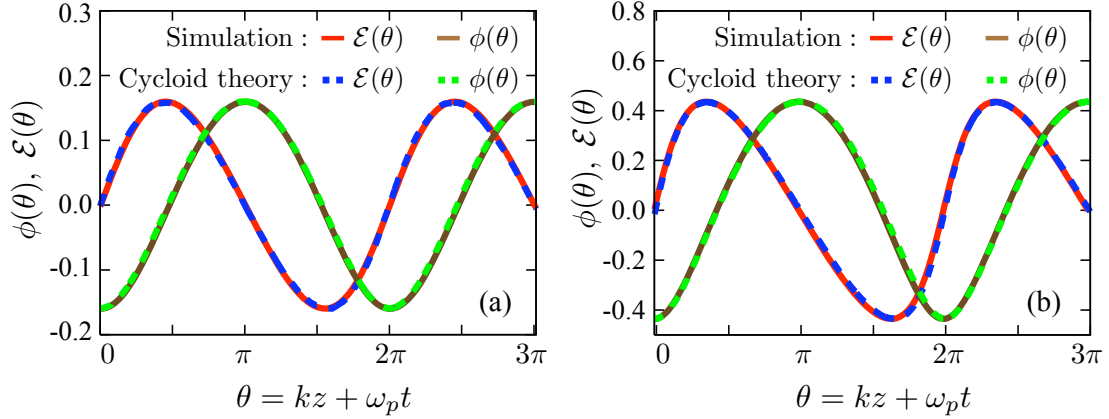 0.3
0.2
0.1
0.0
-0.1
-0.2
ϕ(θ), ℰ(θ)
Simulation : ℰ(θ) ϕ(θ)
Cycloid theory : ℰ(θ) ϕ(θ)
(a)
0 π 2π 3π
θ = kz + ωₚt
0.8
0.6
0.4
0.2
0.0
-0.2
-0.4
ϕ(θ), ℰ(θ)
Simulation : ℰ(θ) ϕ(θ)
Cycloid theory : ℰ(θ) ϕ(θ)
(b)
0 π 2π 3π
θ = kz + ωₚt